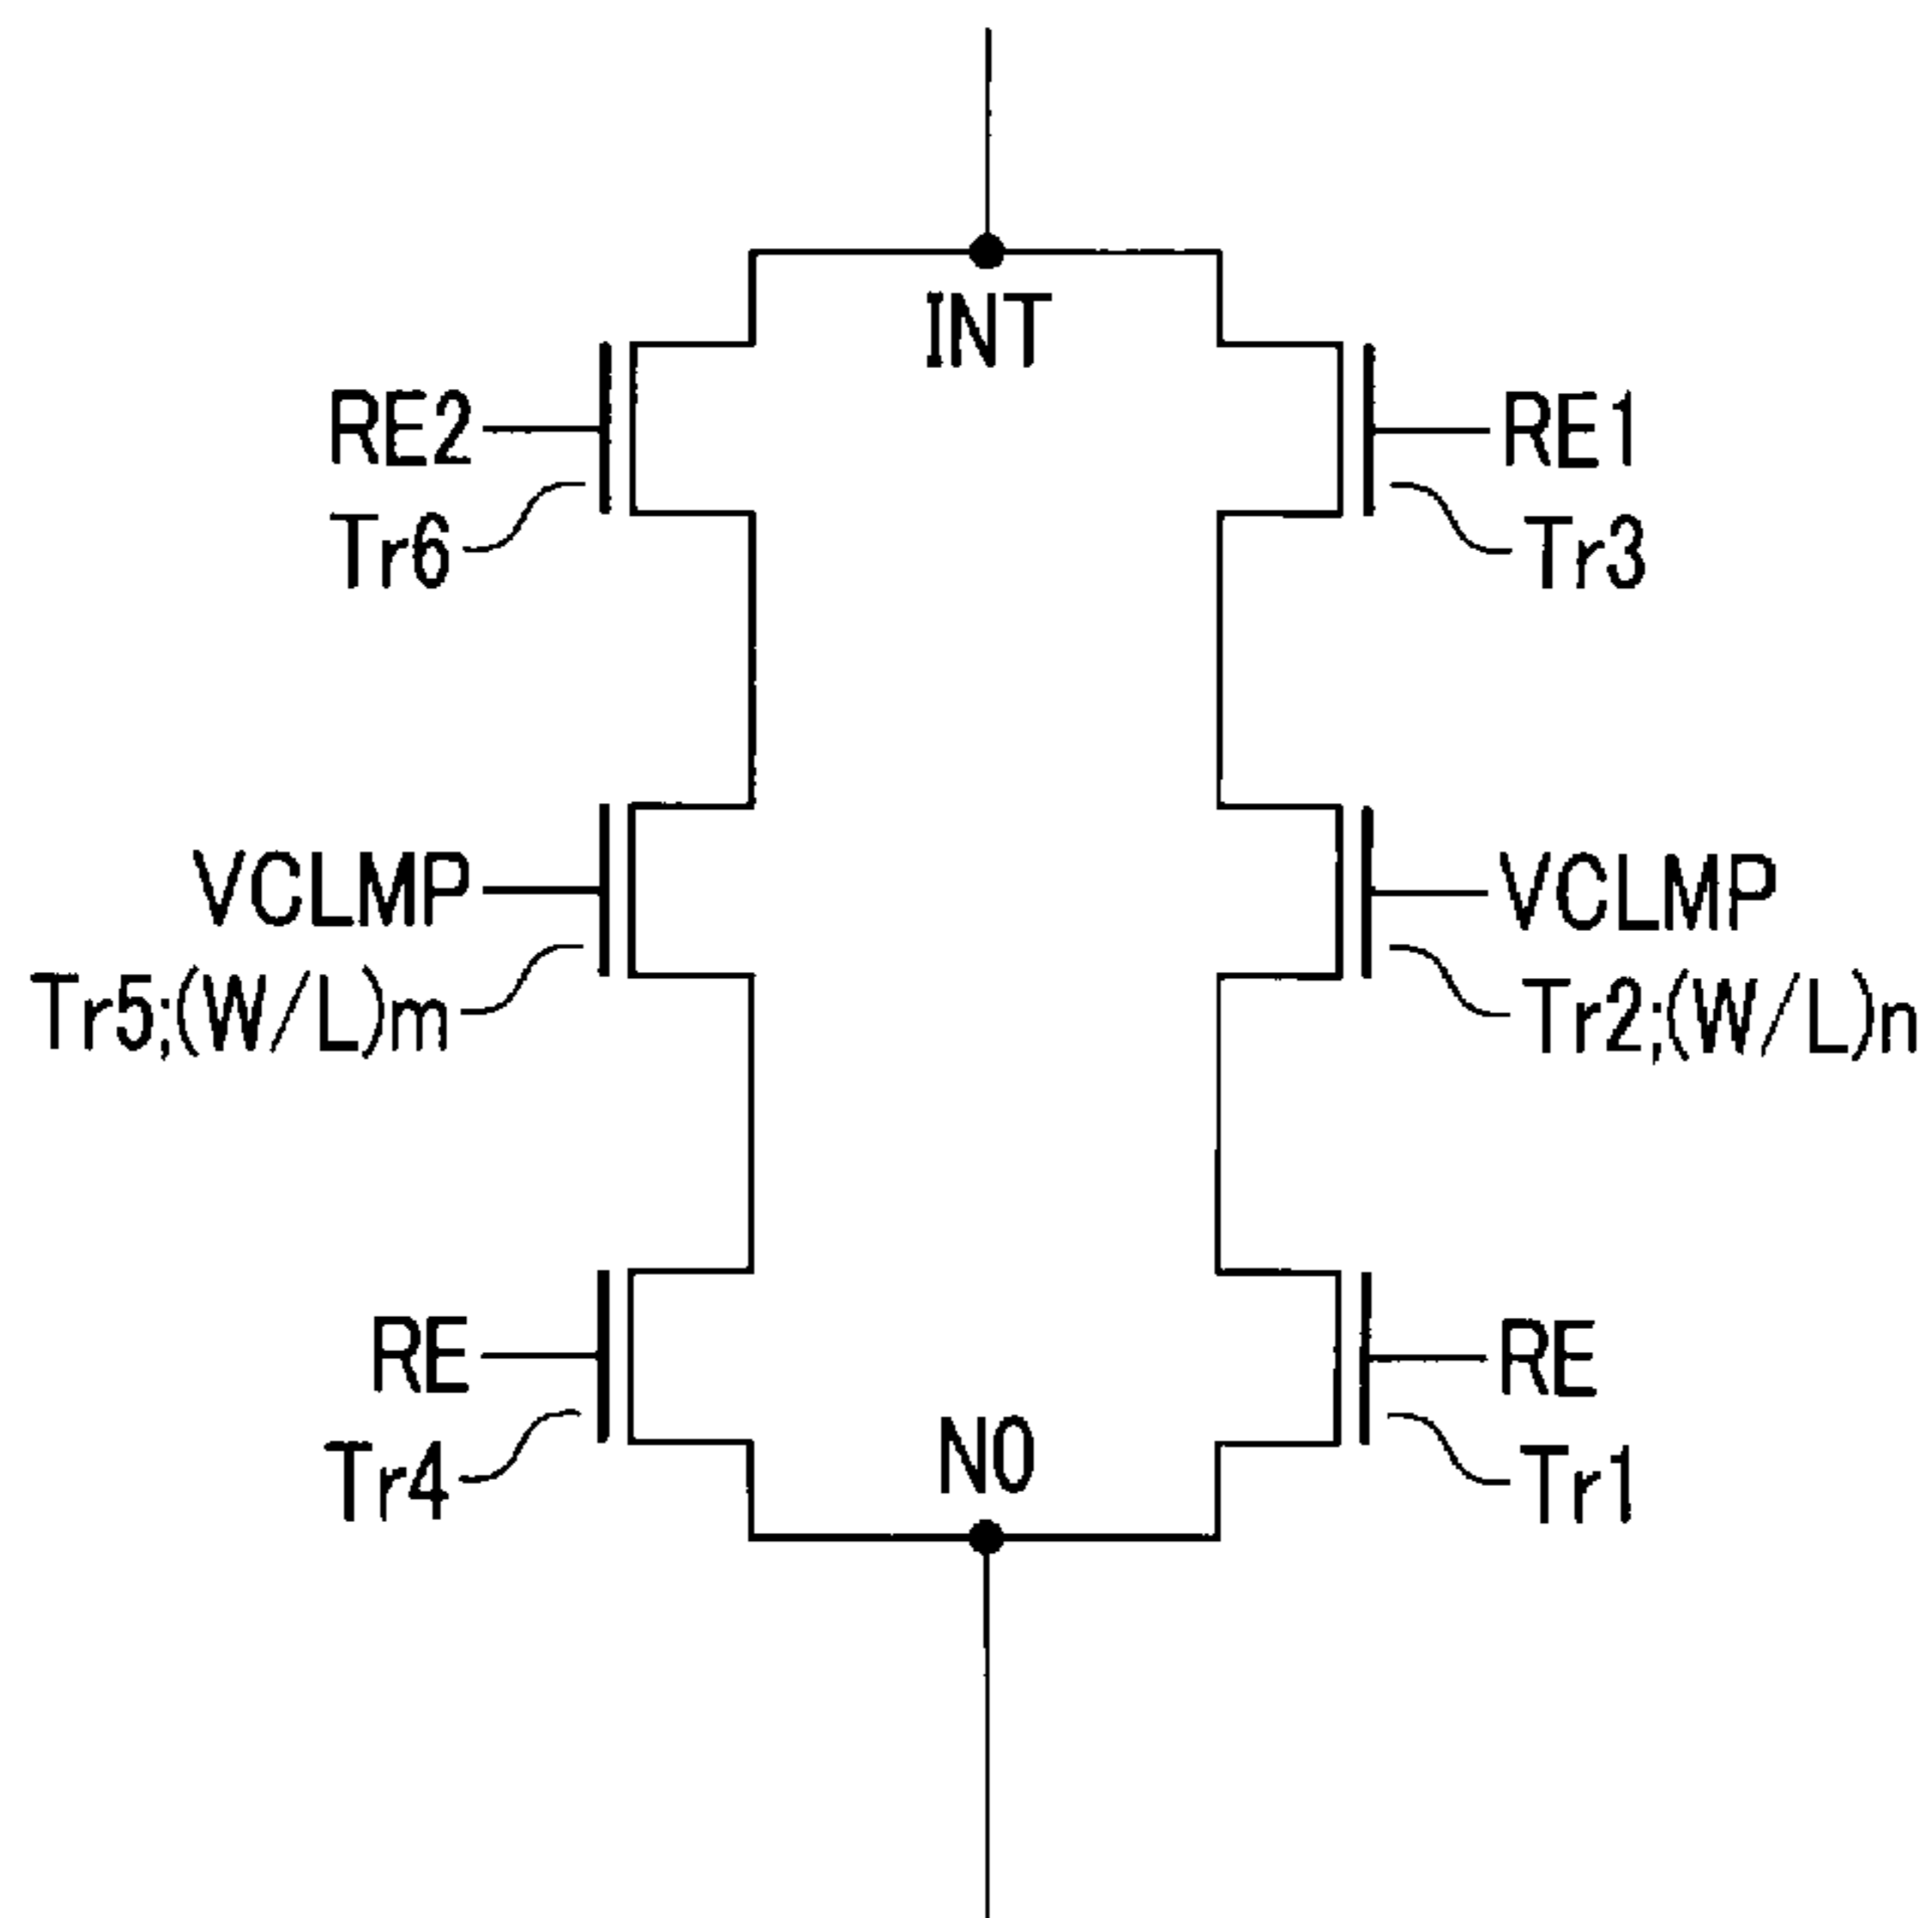 INT
RE2
RE1
Tr6
Tr3
VCLMP
VCLMP
Tr5;(W/L)m
Tr2;(W/L)n
RE
RE
N0
Tr4
Tr1